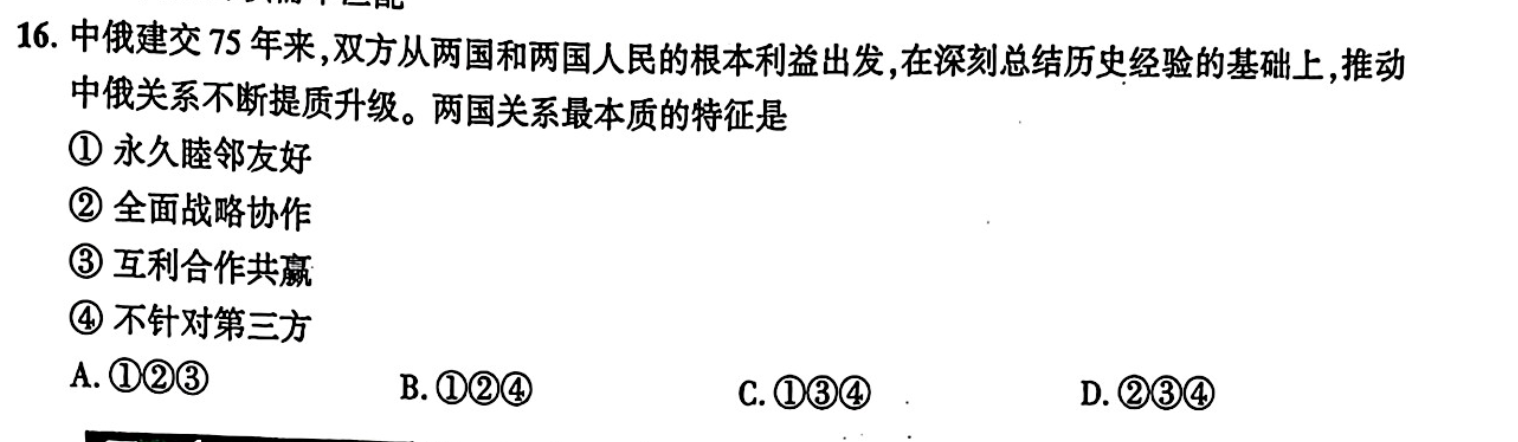 16. 中俄建交 75 年来,双方从两国和两国人民的根本利益出发,在深刻总结历史经验的基础上,推动
中俄关系不断提质升级。两国关系最本质的特征是
① 永久睦邻友好
② 全面战略协作
③ 互利合作共赢
④ 不针对第三方
A. ①②③ B. ①②④ C. ①③④ D. ②③④